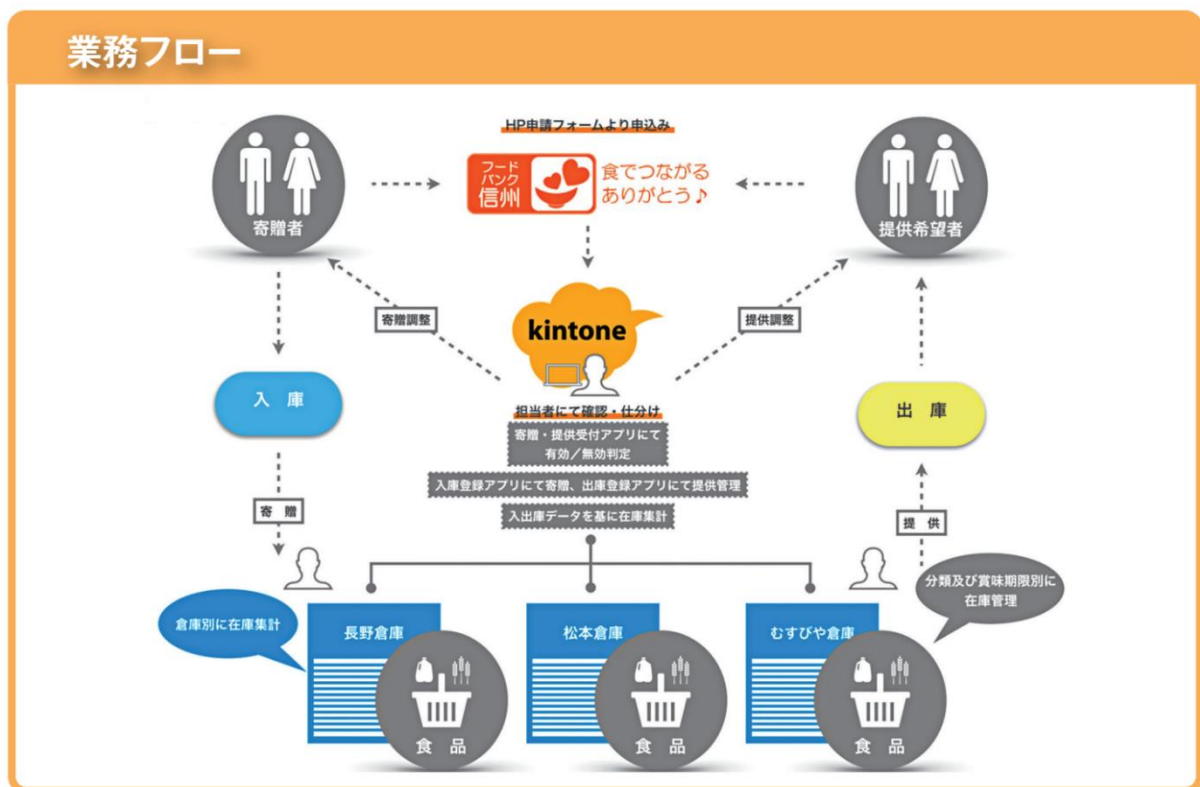 業務フロー
HP申請フォームより申込み
フード
バンク
信州
食でつながる
ありがとう♪
寄贈者
提供希望者
寄贈調整
kintone
提供調整
入 庫
担当者にて確認・仕分け
出 庫
寄贈・提供受付アプリにて
有効／無効判定
入庫登録アプリにて寄贈、出庫登録アプリにて提供管理
入出庫データを基に在庫集計
寄 贈
提 供
倉庫別に在庫集計
長野倉庫
松本倉庫
むすびや倉庫
分類及び賞味期限別に
在庫管理
食 品
食 品
食 品